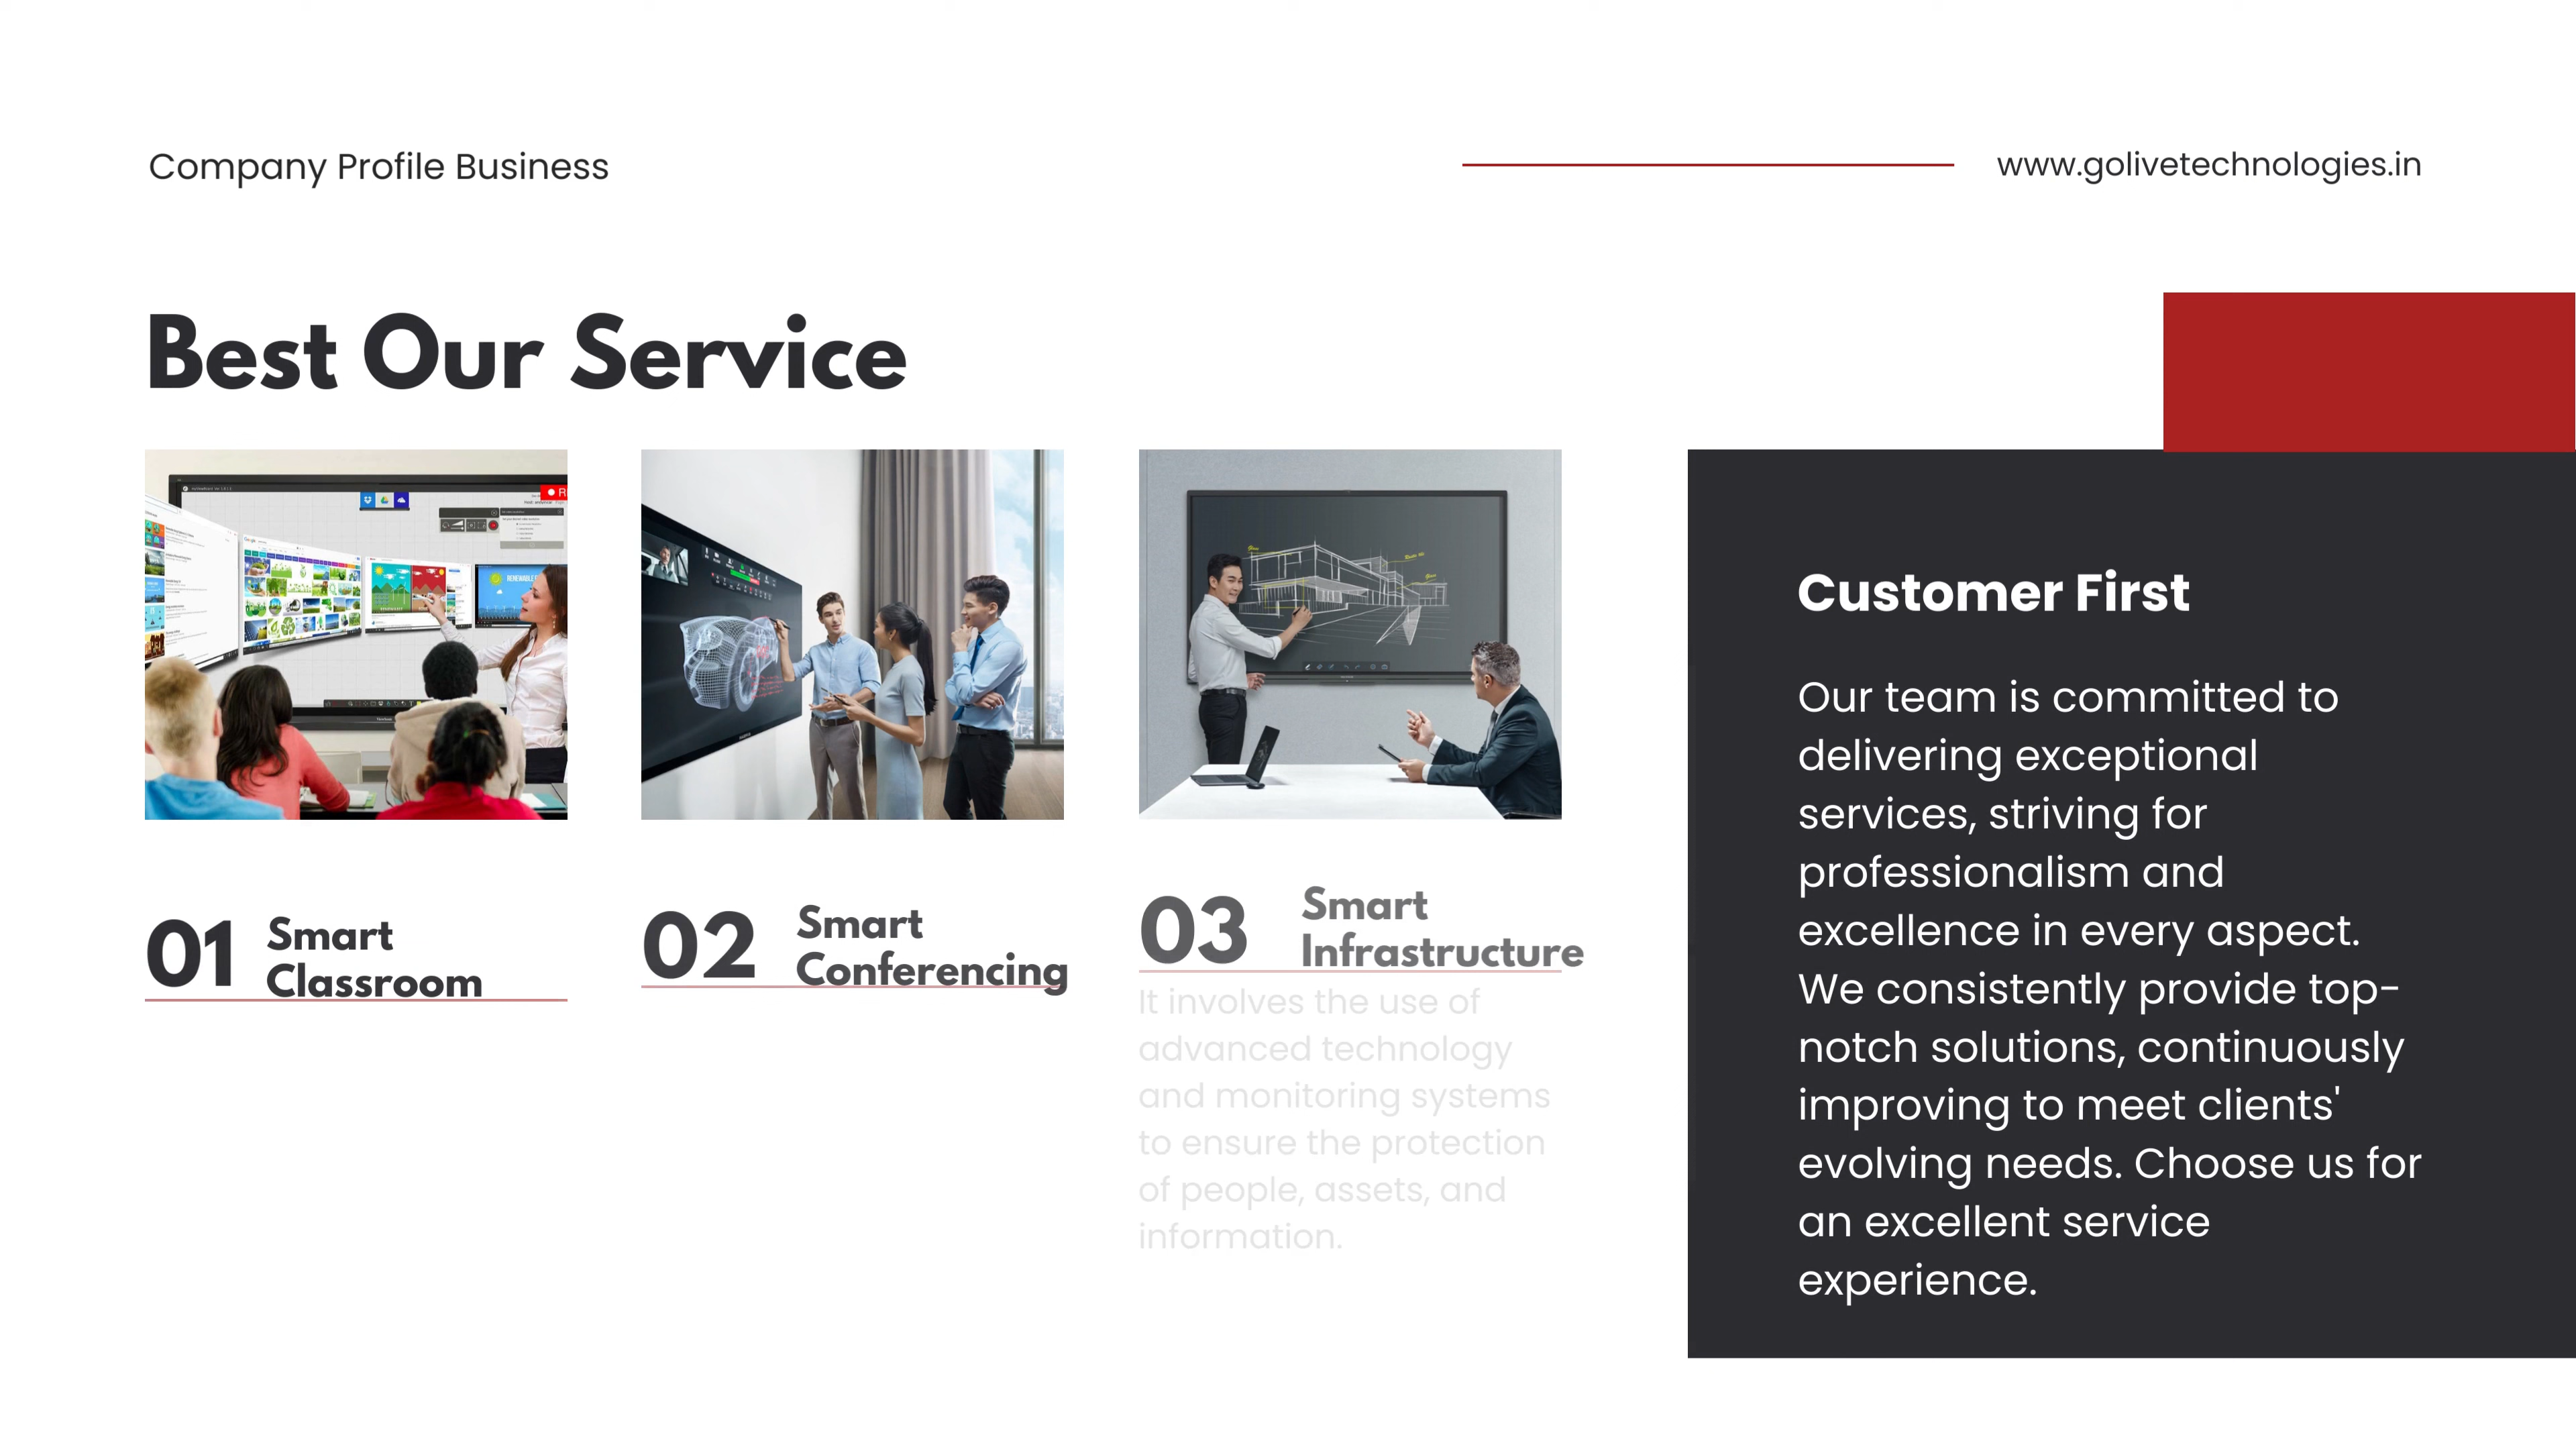 Company Profile Business
www.golivetechnologies.in
Best Our Service
01
Smart
Classroom
02
Smart
Conferencing
03
Smart
Infrastructure
It involves the use of
advanced technology
and monitoring systems
to ensure the protection
of people, assets, and
information.
Customer First
Our team is committed to
delivering exceptional
services, striving for
professionalism and
excellence in every aspect.
We consistently provide top-
notch solutions, continuously
improving to meet clients'
evolving needs. Choose us for
an excellent service
experience.